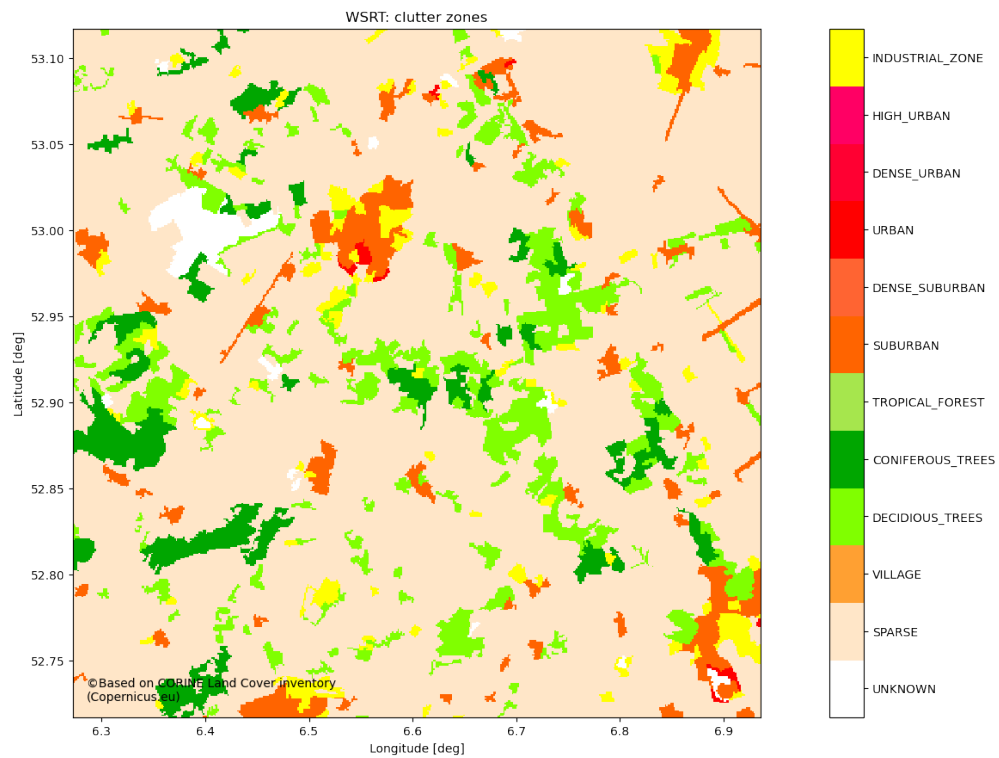 WSRT: clutter zones
53.10
53.05
53.00
52.95
52.90
52.85
52.80
52.75
Latitude [deg]
6.3
6.4
6.5
6.6
6.7
6.8
6.9
Longitude [deg]
©Based on CORINE Land Cover inventory
(Copernicus.eu)
INDUSTRIAL_ZONE
HIGH_URBAN
DENSE_URBAN
URBAN
DENSE_SUBURBAN
SUBURBAN
TROPICAL_FOREST
CONIFEROUS_TREES
DECIDIOUS_TREES
VILLAGE
SPARSE
UNKNOWN